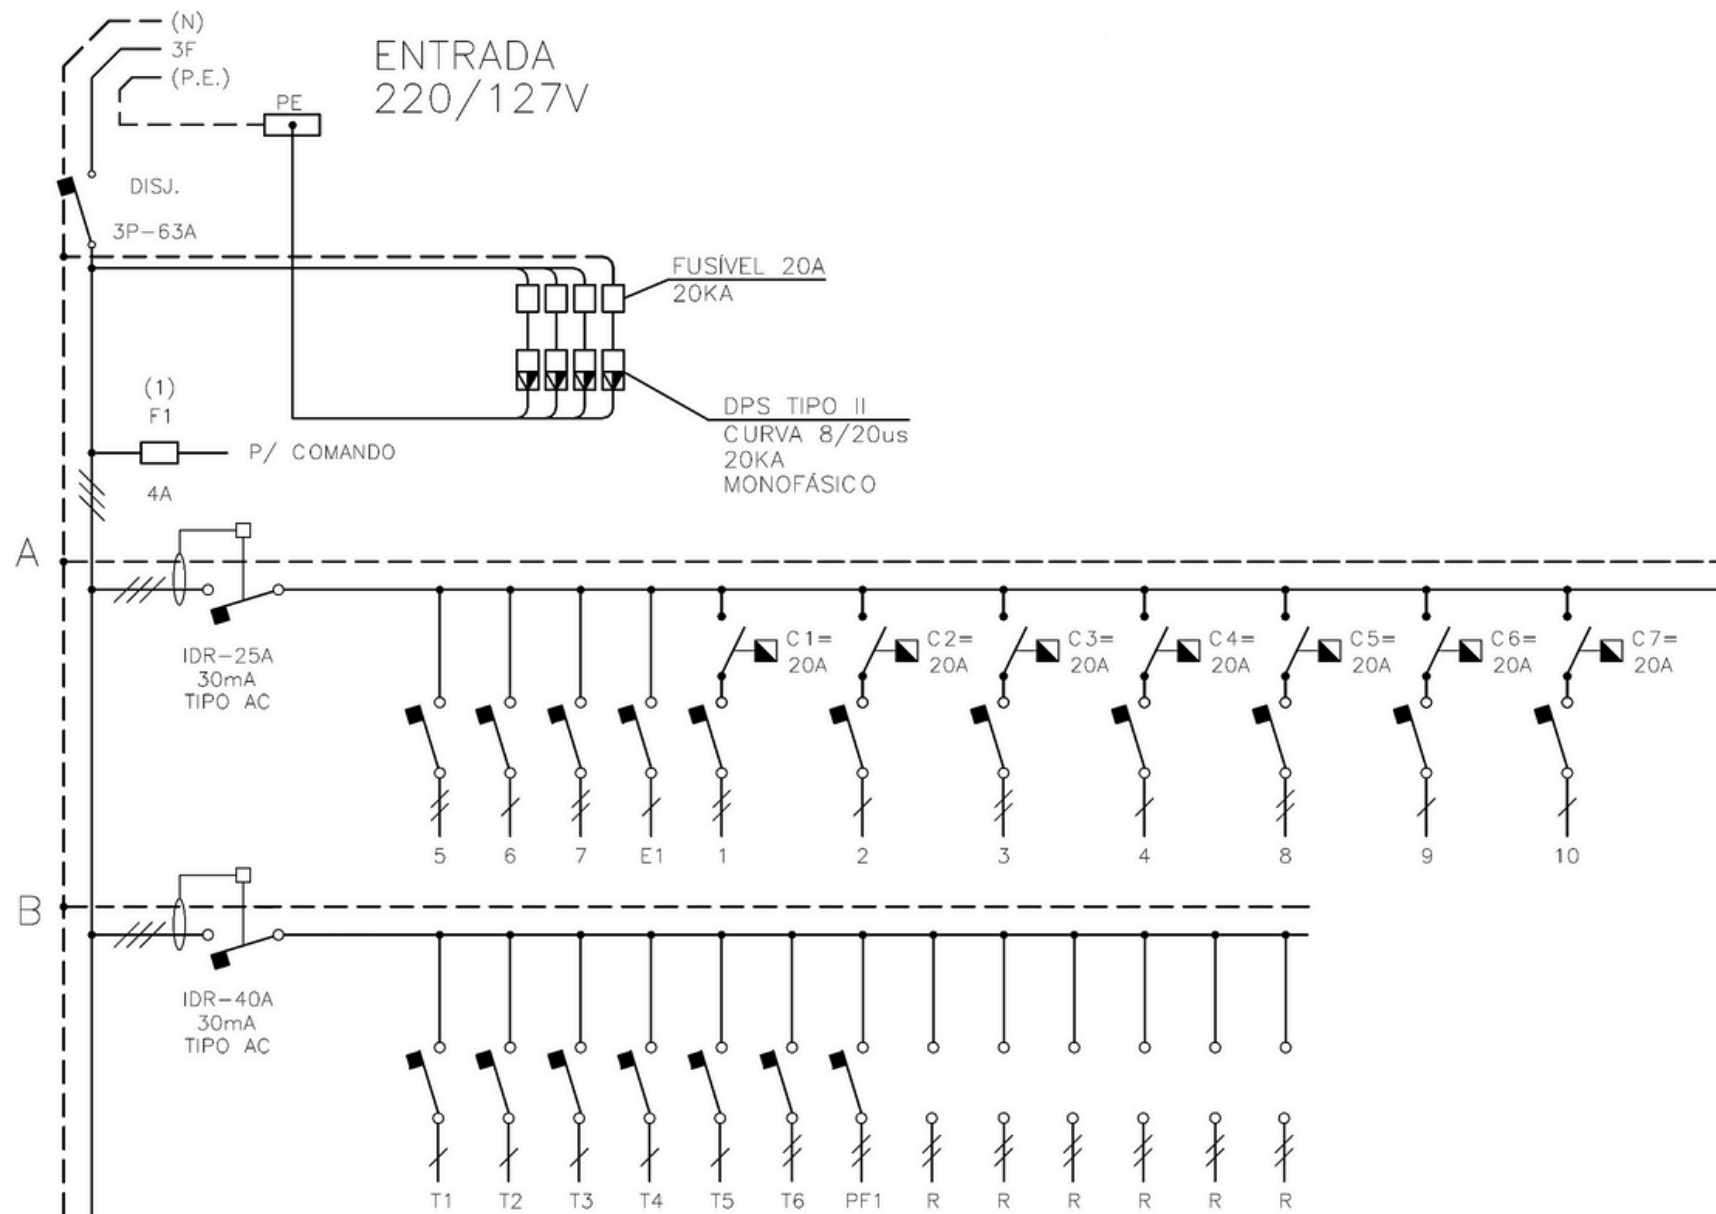 (N)
3F
(P.E.)
ENTRADA
220/127V
PE
DISJ.
3P-63A
FUSÍVEL 20A
20KA
(1)
F1
P/ COMANDO
4A
DPS TIPO II
CURVA 8/20us
20KA
MONOFÁSICO
A
IDR-25A
30mA
TIPO AC
C1=
20A
C2=
20A
C3=
20A
C4=
20A
C5=
20A
C6=
20A
C7=
20A
5 6 7 E1 1 2 3 4 8 9 10
B
IDR-40A
30mA
TIPO AC
T1 T2 T3 T4 T5 T6 PF1 R R R R R R